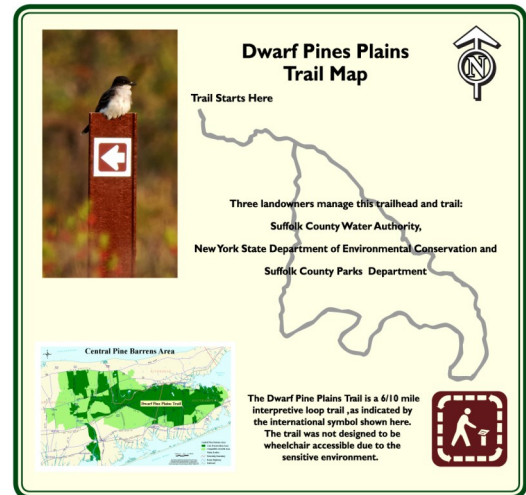 Dwarf Pines Plains
Trail Map
N
Trail Starts Here
Three landowners manage this trailhead and trail:
Suffolk County Water Authority,
New York State Department of Environmental Conservation and
Suffolk County Parks Department
Central Pine Barrens Area
Dwarf Pine Plains Trail
The Dwarf Pine Plains Trail is a 6/10 mile
interpretive loop trail ,as indicated by
the international symbol shown here.
The trail was not designed to be
wheelchair accessible due to the
sensitive environment.